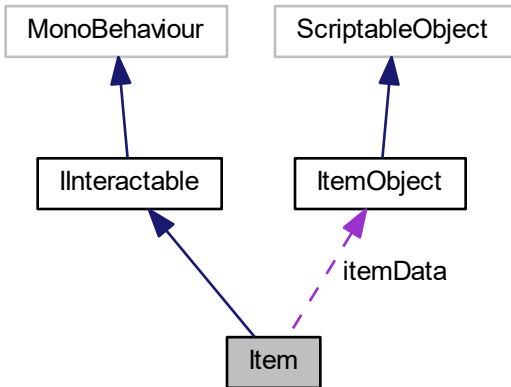 MonoBehaviour
ScriptableObject
IInteractable
ItemObject
itemData
Item